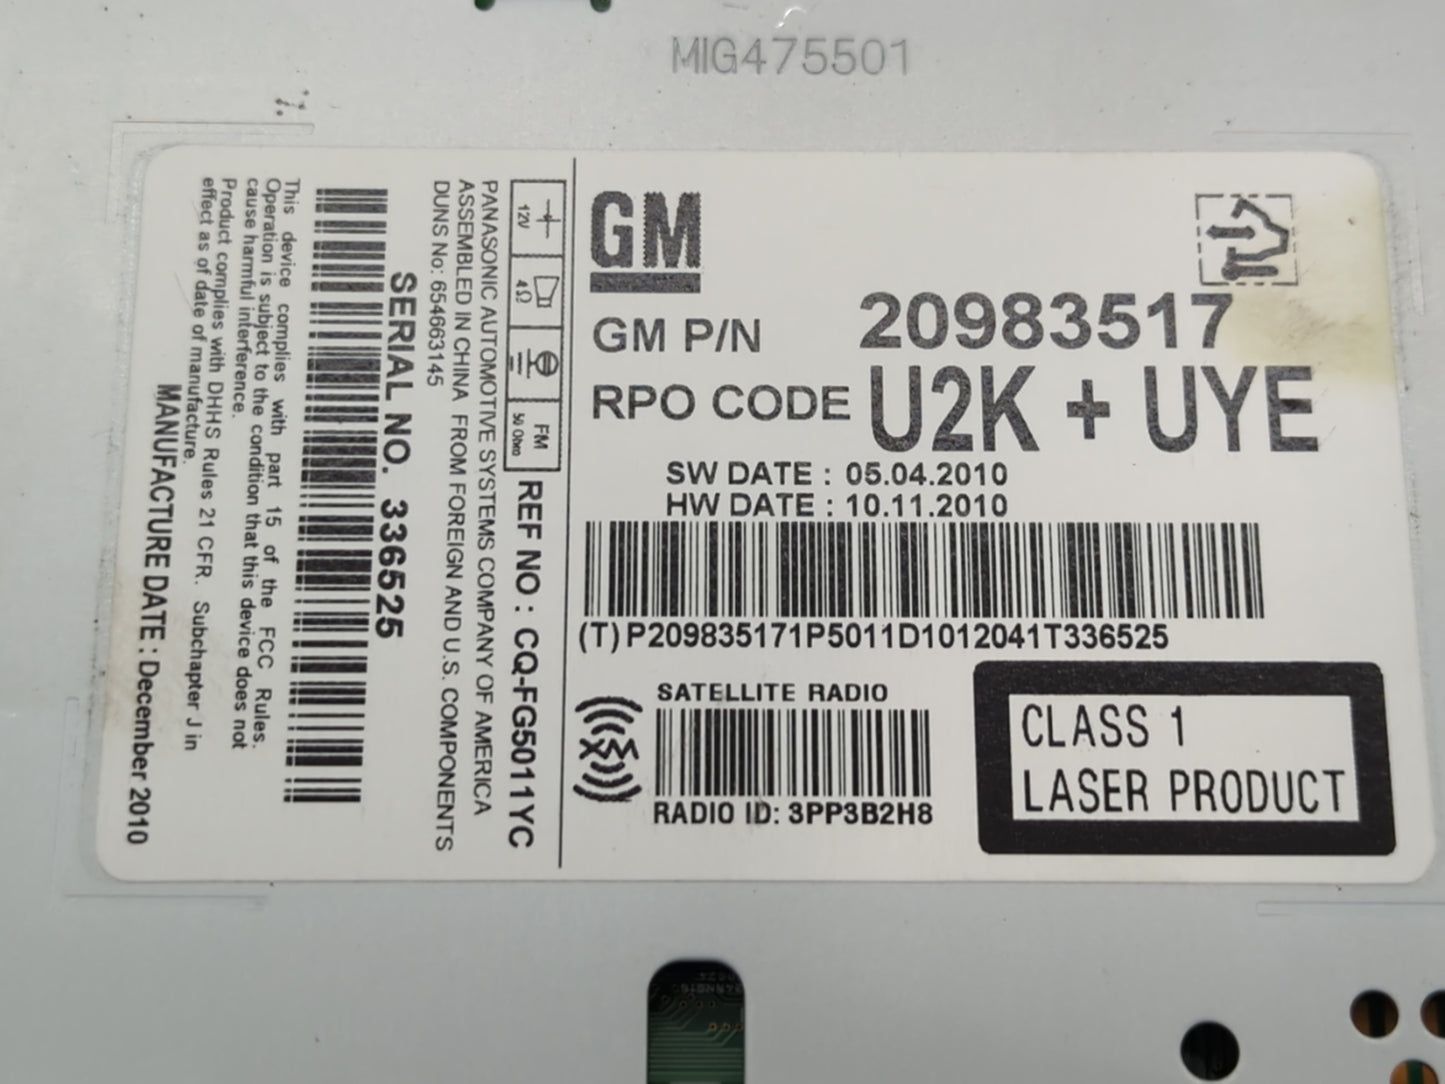 MIG475501
GM
GM P/N 20983517
RPO CODE U2K + UYE
SW DATE : 05.04.2010
HW DATE : 10.11.2010
(T)P209835171P5011D1012041T336525
SATELLITE RADIO
RADIO ID: 3PP3B2H8
CLASS 1
LASER PRODUCT
12V
4Ω
FM
50 Ohm
REF NO : CQ-FG5011YC
PANASONIC AUTOMOTIVE SYSTEMS COMPANY OF AMERICA
ASSEMBLED IN CHINA FROM FOREIGN AND U.S. COMPONENTS
DUNS No: 654663145
SERIAL NO. 336525
This device complies with part 15 of the FCC Rules.
Operation is subject to the condition that this device does not
cause harmful interference.
Product complies with DHHS Rules 21 CFR. Subchapter J in
effect as of date of manufacture.
MANUFACTURE DATE : December 2010